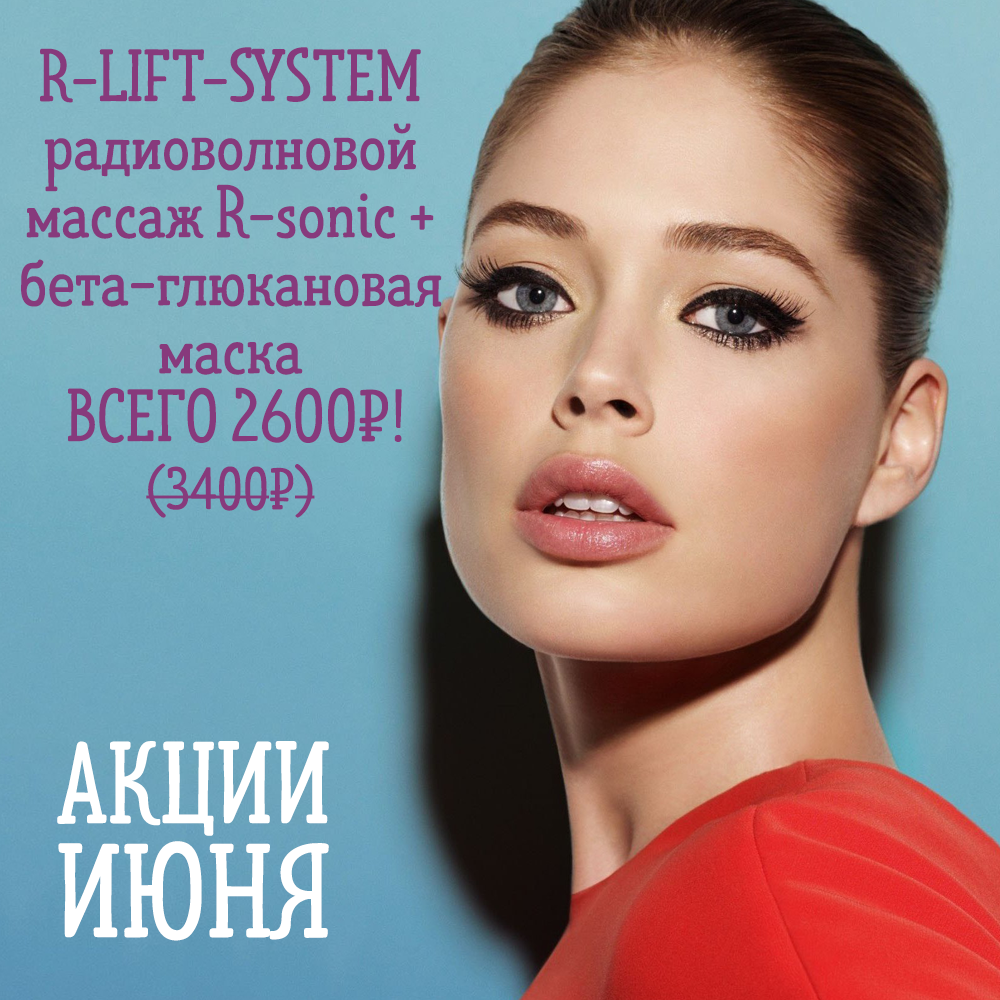 R-LIFT-SYSTEM
радиоволновой
массаж R-sonic +
бета-глюкановая
маска
ВСЕГО 2600₽!
(3400₽)
АКЦИИ
ИЮНЯ